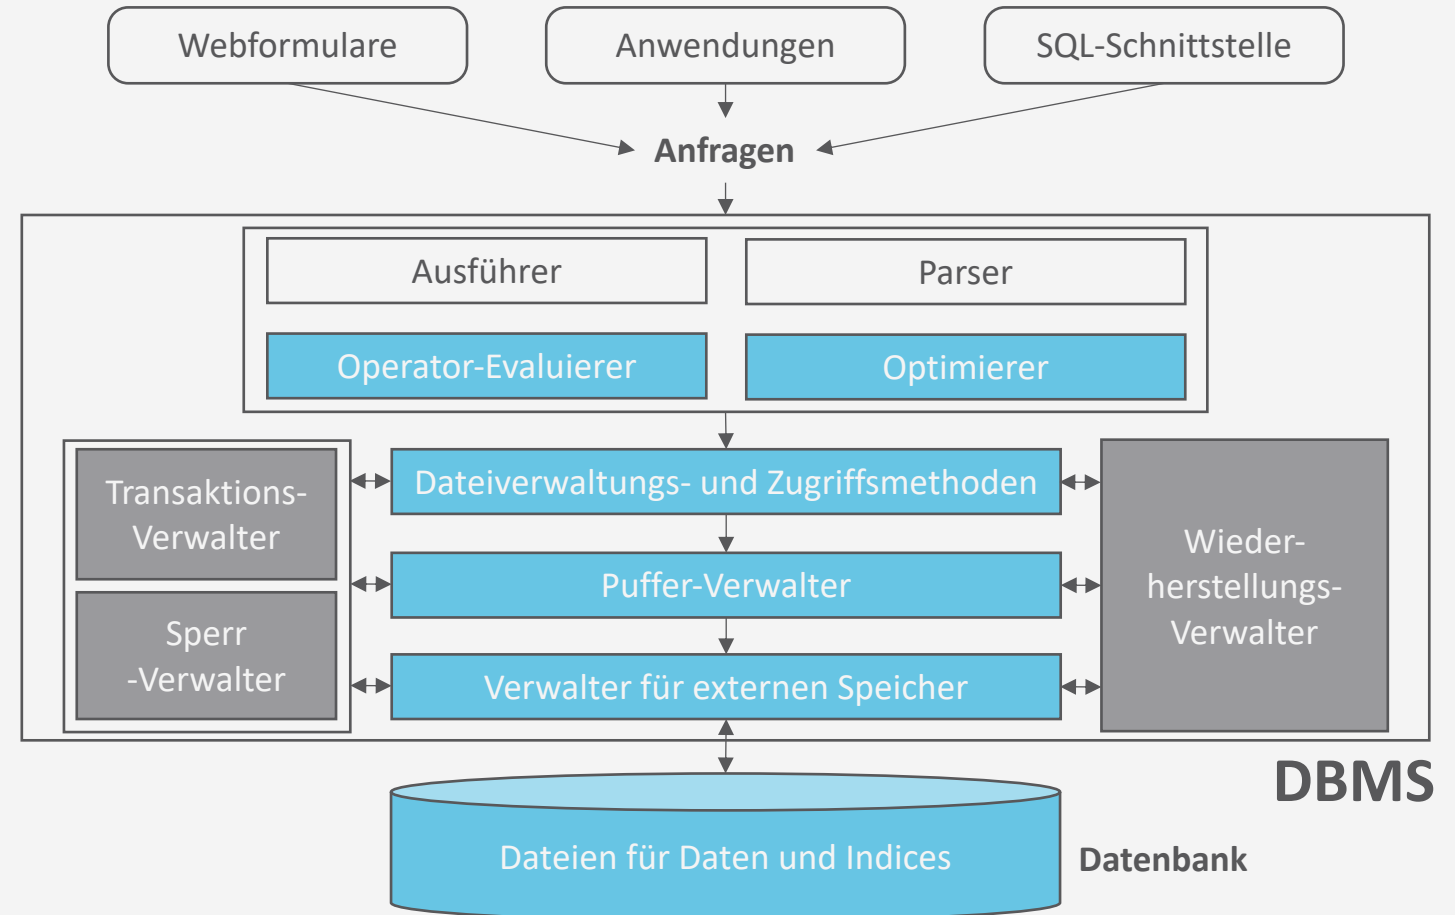 Webformulare
Anwendungen
SQL-Schnittstelle
Anfragen
Ausführer
Parser
Operator-Evaluierer
Optimierer
Transaktions-
Verwalter
Sperr
-Verwalter
Dateiverwaltungs- und Zugriffsmethoden
Puffer-Verwalter
Verwalter für externen Speicher
Wieder-
herstellungs-
Verwalter
DBMS
Dateien für Daten und Indices
Datenbank